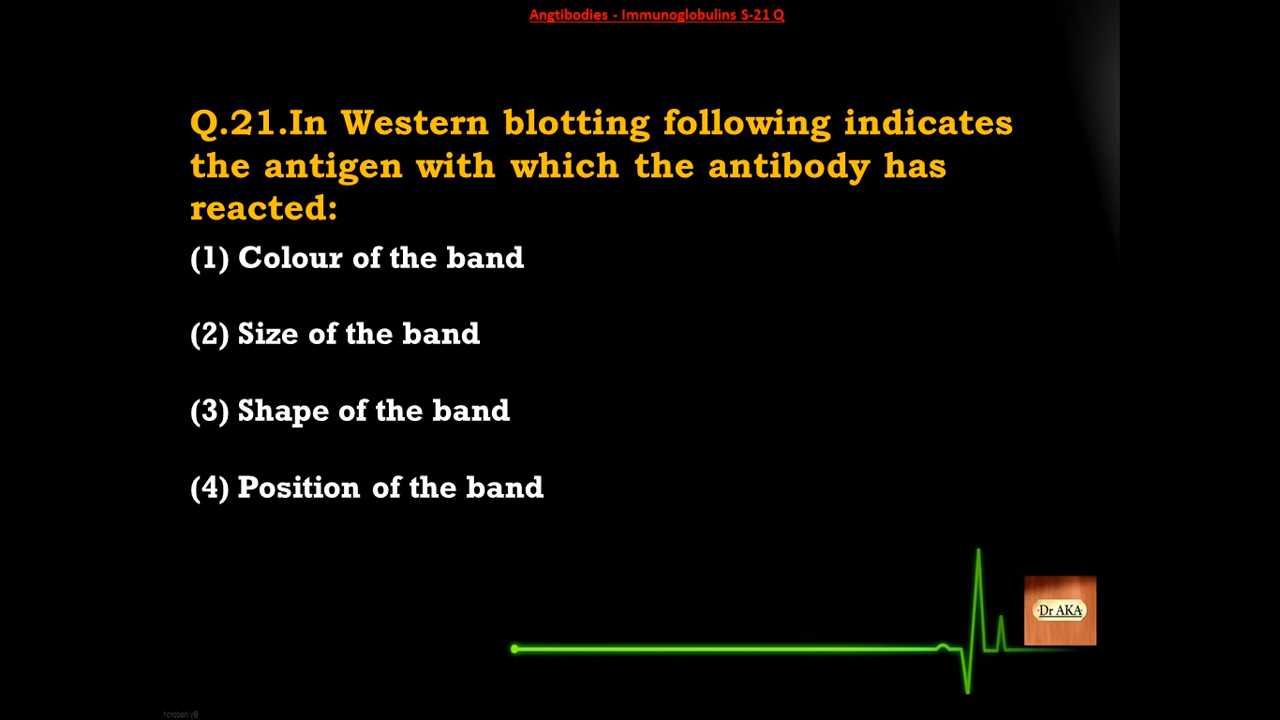 Angtibodies - Immunoglobulins S-21 Q
Q.21.In Western blotting following indicates
the antigen with which the antibody has
reacted:
(1) Colour of the band
(2) Size of the band
(3) Shape of the band
(4) Position of the band
Dr AKA